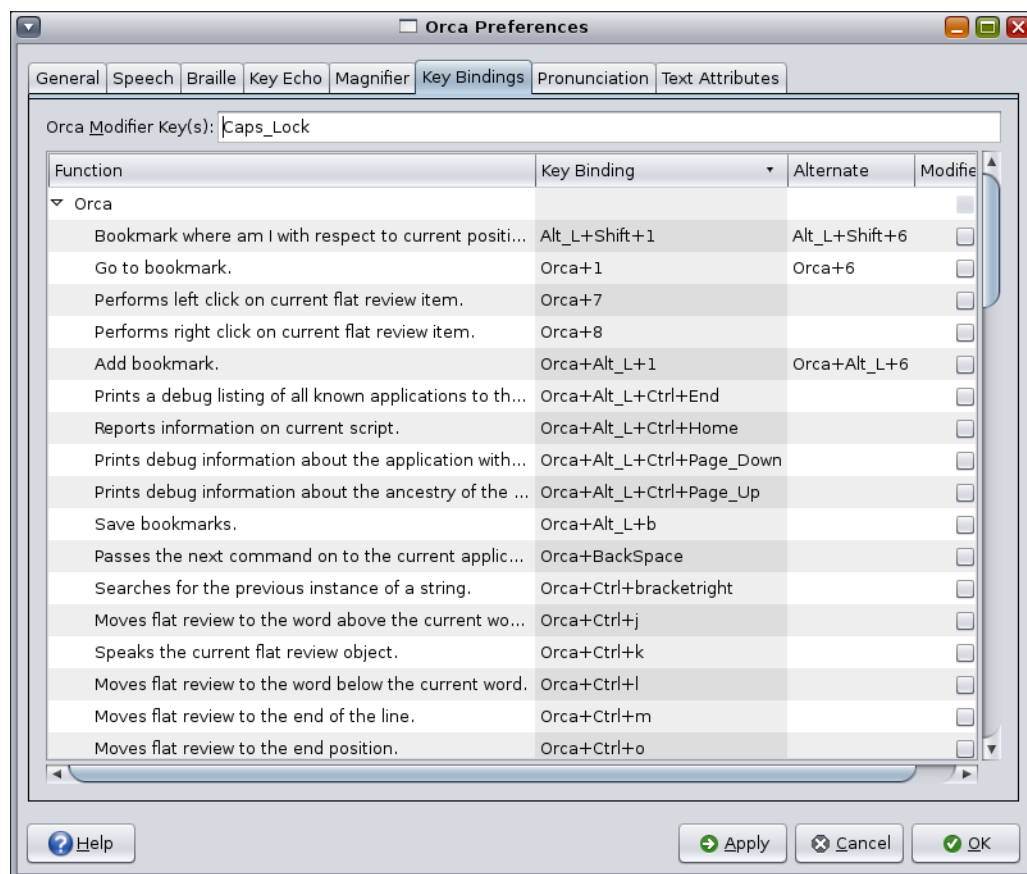 Orca Preferences
General Speech Braille Key Echo Magnifier Key Bindings Pronunciation Text Attributes
Orca Modifier Key(s): Caps_Lock
Function Key Binding Alternate Modifie
Orca
Bookmark where am I with respect to current positi... Alt_L+Shift+1 Alt_L+Shift+6
Go to bookmark. Orca+1 Orca+6
Performs left click on current flat review item. Orca+7
Performs right click on current flat review item. Orca+8
Add bookmark. Orca+Alt_L+1 Orca+Alt_L+6
Prints a debug listing of all known applications to th... Orca+Alt_L+Ctrl+End
Reports information on current script. Orca+Alt_L+Ctrl+Home
Prints debug information about the application with... Orca+Alt_L+Ctrl+Page_Down
Prints debug information about the ancestry of the ... Orca+Alt_L+Ctrl+Page_Up
Save bookmarks. Orca+Alt_L+b
Passes the next command on to the current applic... Orca+BackSpace
Searches for the previous instance of a string. Orca+Ctrl+bracketright
Moves flat review to the word above the current wo... Orca+Ctrl+j
Speaks the current flat review object. Orca+Ctrl+k
Moves flat review to the word below the current word. Orca+Ctrl+l
Moves flat review to the end of the line. Orca+Ctrl+m
Moves flat review to the end position. Orca+Ctrl+o
Help Apply Cancel OK